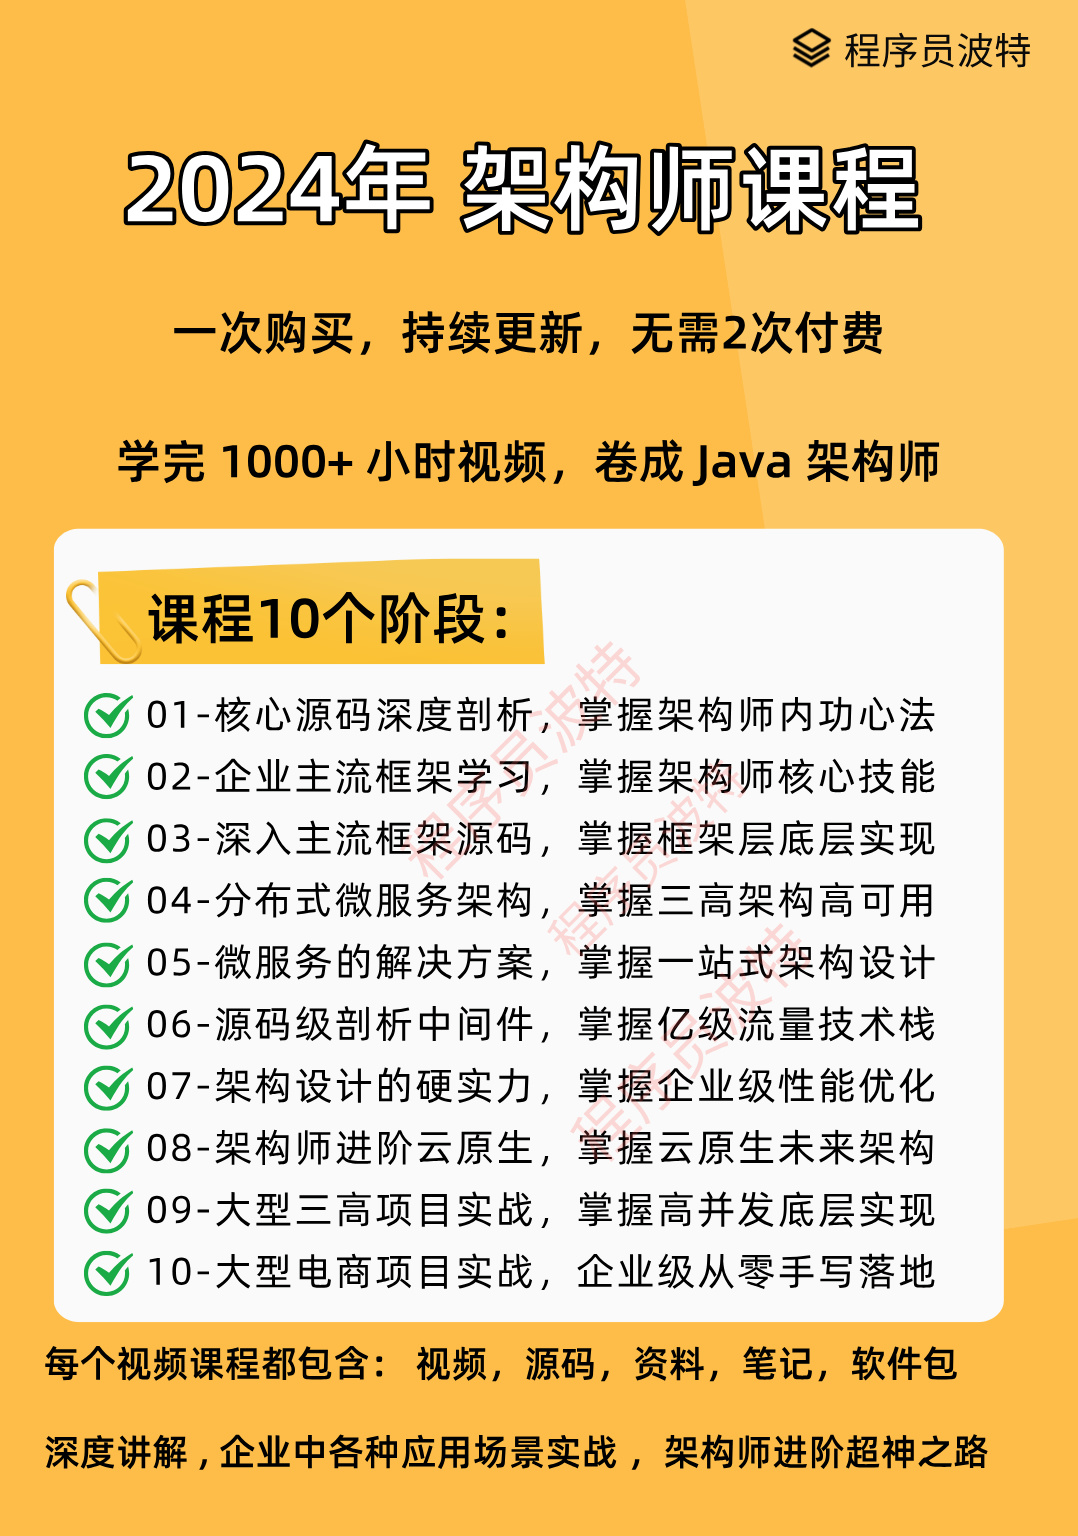 程序员波特
2024年 架构师课程
一次购买，持续更新，无需2次付费
学完 1000+ 小时视频，卷成 Java 架构师
课程10个阶段：
01-核心源码深度剖析，掌握架构师内功心法
02-企业主流框架学习，掌握架构师核心技能
03-深入主流框架源码，掌握框架层底层实现
04-分布式微服务架构，掌握三高架构高可用
05-微服务的解决方案，掌握一站式架构设计
06-源码级剖析中间件，掌握亿级流量技术栈
07-架构设计的硬实力，掌握企业级性能优化
08-架构师进阶云原生，掌握云原生未来架构
09-大型三高项目实战，掌握高并发底层实现
10-大型电商项目实战，企业级从零手写落地
程序员波特
程序员波特
程序员波特
每个视频课程都包含： 视频，源码，资料，笔记，软件包
深度讲解 , 企业中各种应用场景实战 ，架构师进阶超神之路